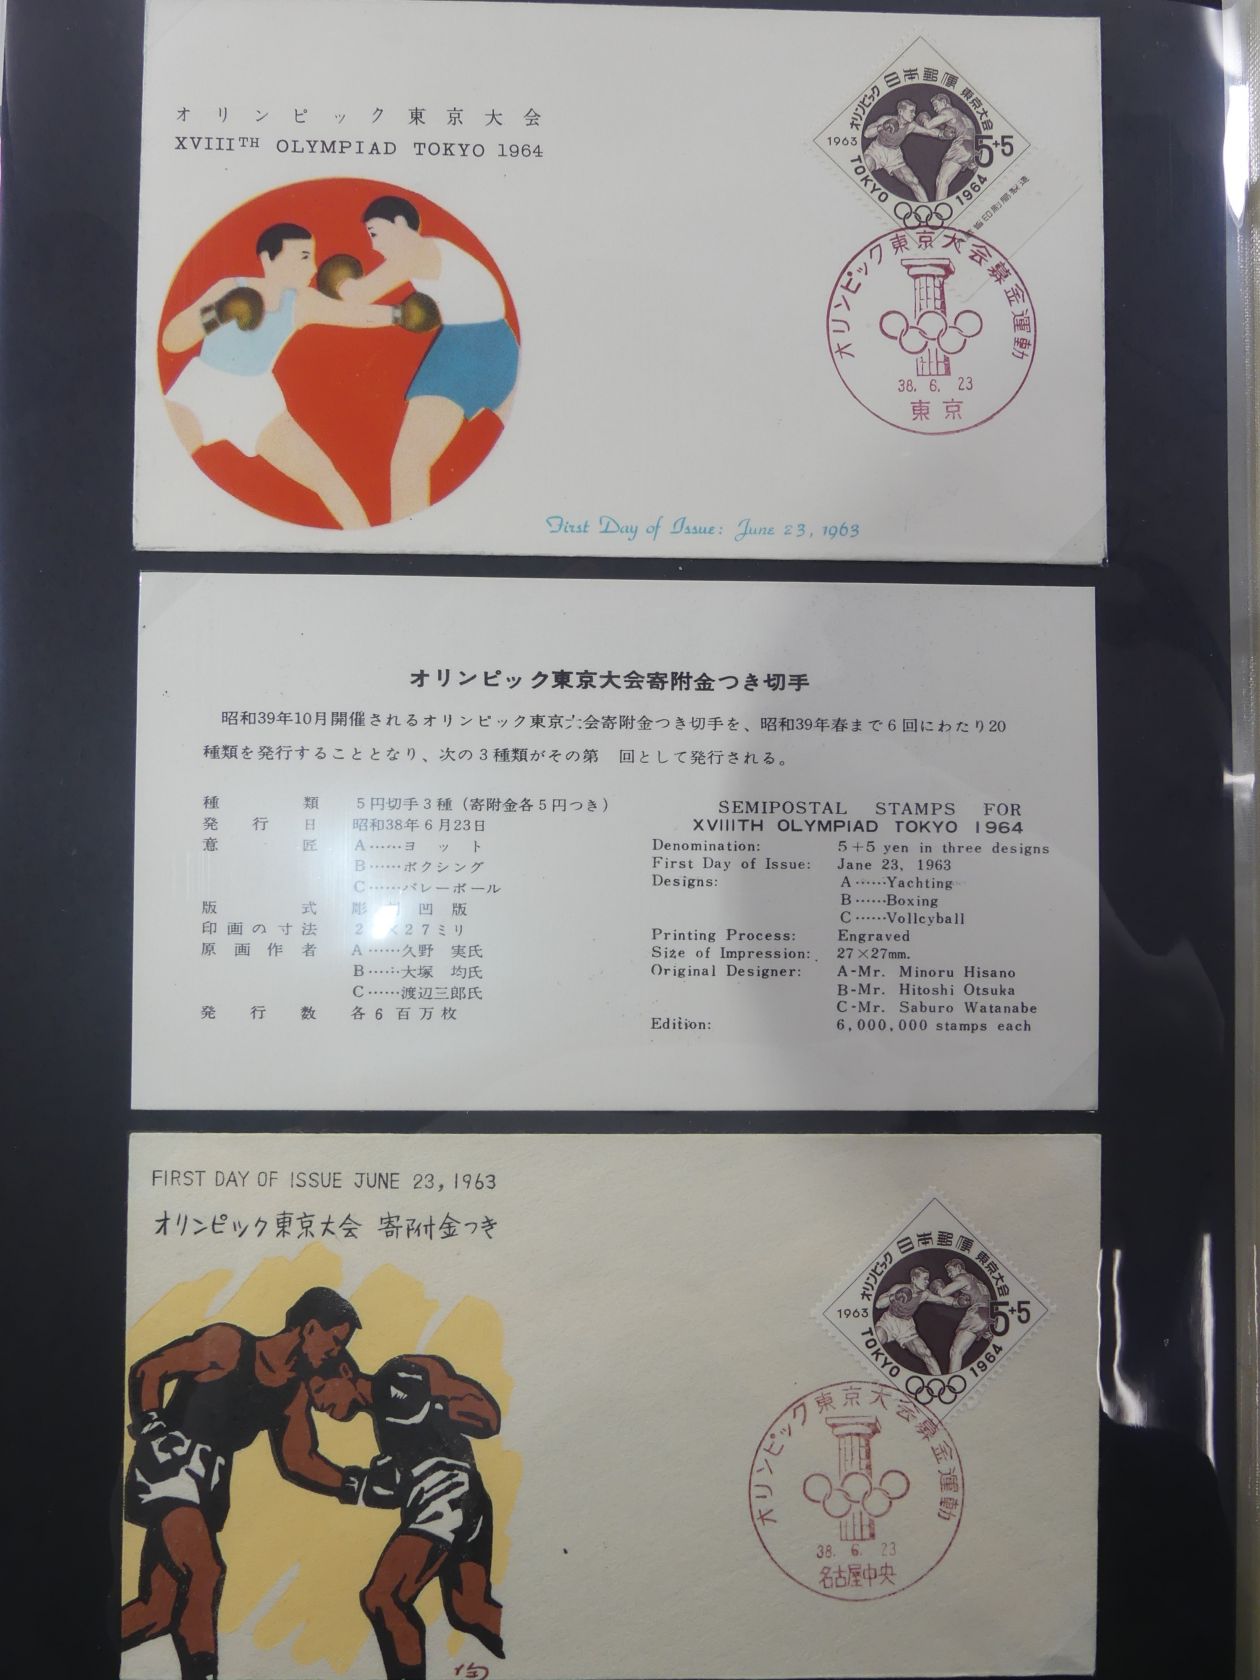 オリンピック東京大会
XVIIITH OLYMPIAD TOKYO 1964
オリンピック 日本郵便 東京大会
1963
5+5
TOKYO 1964
オリンピック東京大会募金運動
38. 6. 23
東京
First Day of Issue: June 23, 1963
オリンピック東京大会寄附金つき切手
昭和39年10月開催されるオリンピック東京大会寄附金つき切手を、昭和39年春まで6回にわたり20
種類を発行することとなり、次の3種類がその第 回として発行される。
種類 5円切手3種(寄附金各5円つき)
発行日 昭和38年6月23日
意匠 A……ヨット
B……ボクシング
C……バレーボール
版式 彫刻凹版
印画の寸法 27×27ミリ
原画作者 A……久野 実氏
B……大塚 均氏
C……渡辺三郎氏
発行数 各6百万枚
SEMIPOSTAL STAMPS FOR
XVIIITH OLYMPIAD TOKYO 1964
Denomination: 5+5 yen in three designs
First Day of Issue: Jane 23, 1963
Designs: A……Yachting
B……Boxing
C……Vollcyball
Printing Process: Engraved
Size of Impression: 27×27mm.
Original Designer: A-Mr. Minoru Hisano
B-Mr. Hitoshi Otsuka
C-Mr. Saburo Watanabe
Edition: 6,000,000 stamps each
FIRST DAY OF ISSUE JUNE 23, 1963
オリンピック東京大会 寄附金つき
オリンピック 日本郵便 東京大会
1963
5+5
TOKYO 1964
オリンピック東京大会募金運動
38. 6. 23
名古屋中央